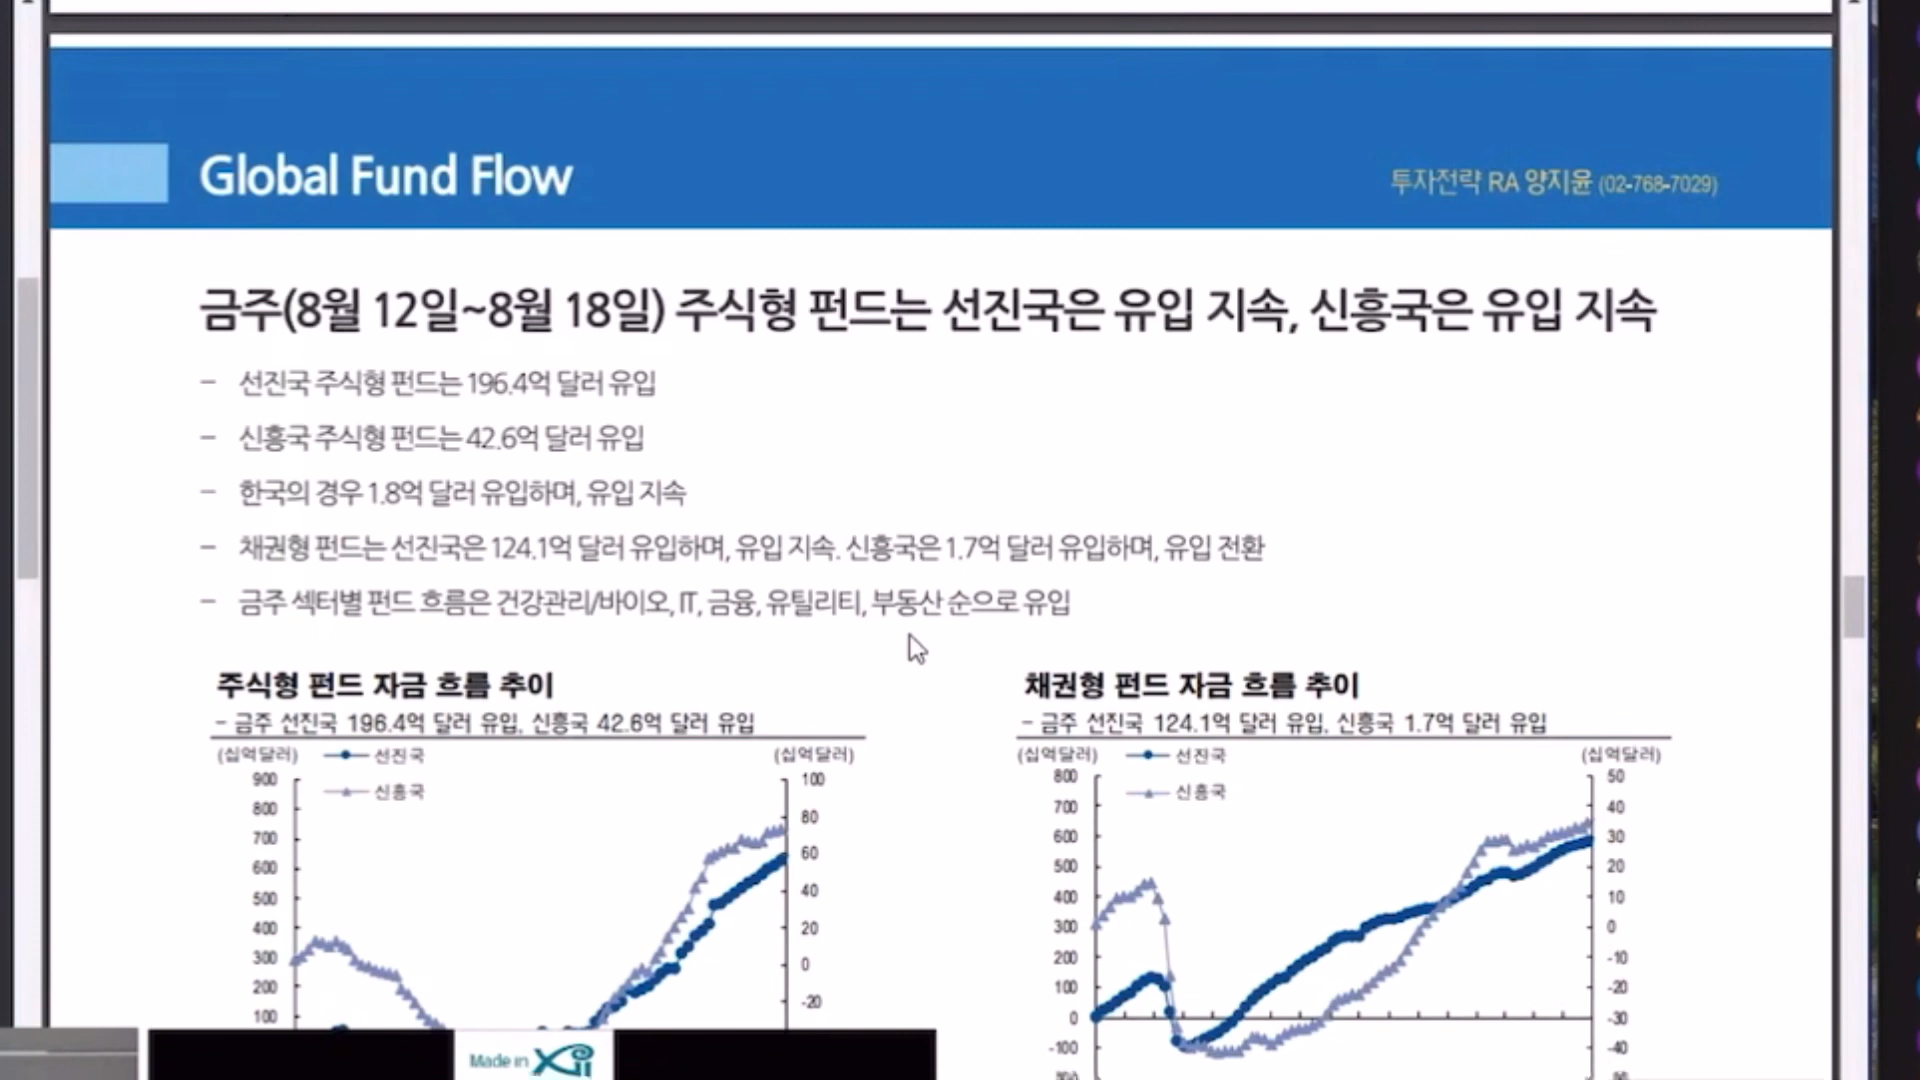 Global Fund Flow
투자전략 RA 양지윤 (02-768-7029)
금주(8월 12일~8월 18일) 주식형 펀드는 선진국은 유입 지속, 신흥국은 유입 지속
– 선진국 주식형 펀드는 196.4억 달러 유입
– 신흥국 주식형 펀드는 42.6억 달러 유입
– 한국의 경우 1.8억 달러 유입하며, 유입 지속
– 채권형 펀드는 선진국은 124.1억 달러 유입하며, 유입 지속. 신흥국은 1.7억 달러 유입하며, 유입 전환
– 금주 섹터별 펀드 흐름은 건강관리/바이오, IT, 금융, 유틸리티, 부동산 순으로 유입
주식형 펀드 자금 흐름 추이
- 금주 선진국 196.4억 달러 유입, 신흥국 42.6억 달러 유입
(십억달러)
선진국
(십억달러)
신흥국
900
800
700
600
500
400
300
200
100
100
80
60
40
20
0
-20
채권형 펀드 자금 흐름 추이
- 금주 선진국 124.1억 달러 유입, 신흥국 1.7억 달러 유입
(십억달러)
선진국
(십억달러)
신흥국
800
700
600
500
400
300
200
100
0
-100
50
40
30
20
10
0
-10
-20
-30
-40
Made in Xii